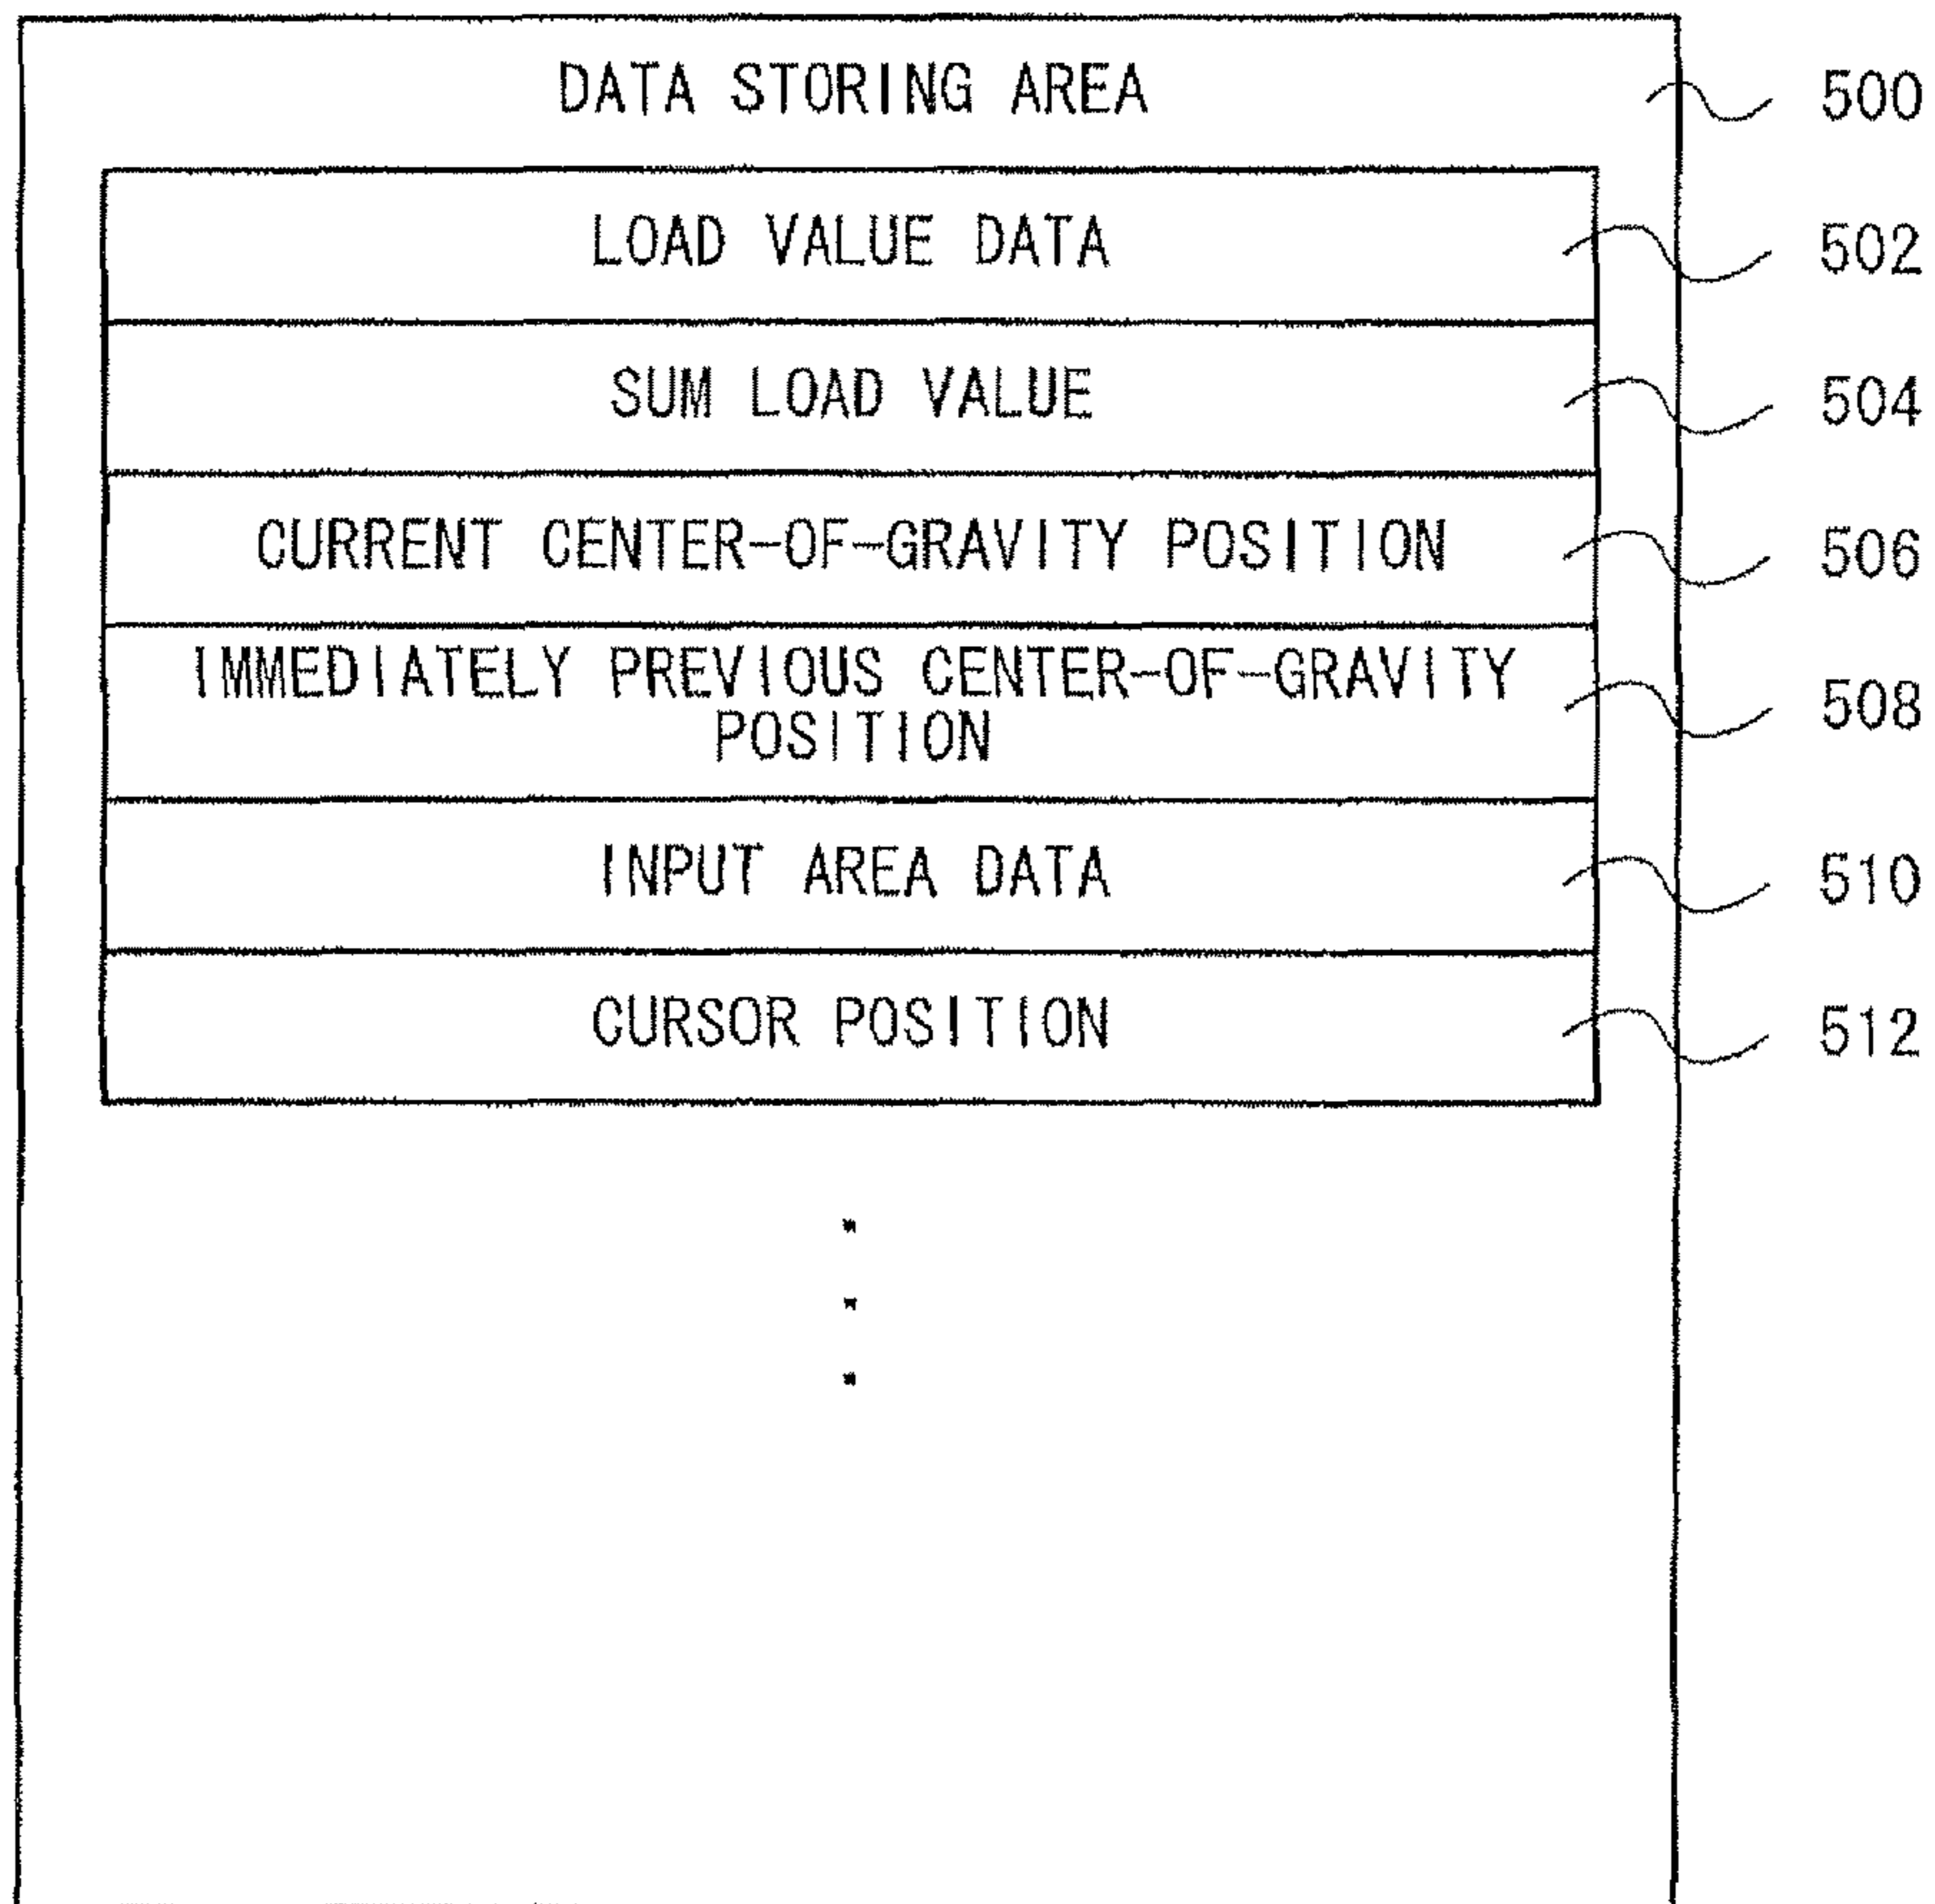 DATA STORING AREA 500
LOAD VALUE DATA 502
SUM LOAD VALUE 504
CURRENT CENTER-OF-GRAVITY POSITION 506
IMMEDIATELY PREVIOUS CENTER-OF-GRAVITY
POSITION 508
INPUT AREA DATA 510
CURSOR POSITION 512